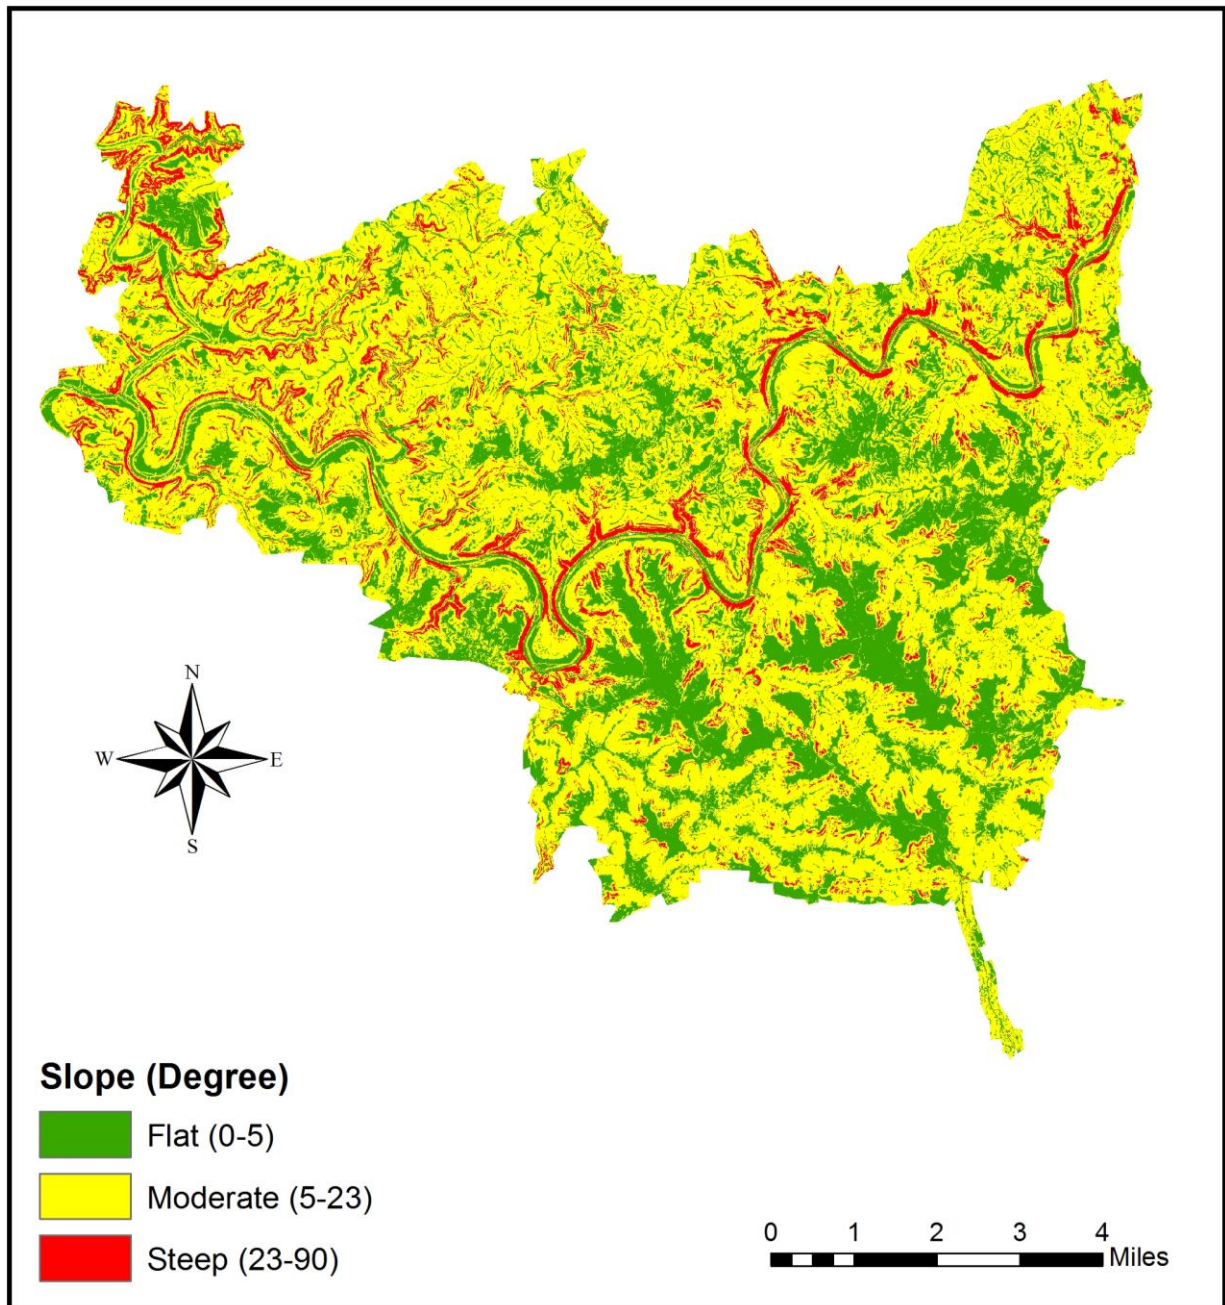 N
W E
S
Slope (Degree)
Flat (0-5)
Moderate (5-23)
Steep (23-90)
0 1 2 3 4
Miles